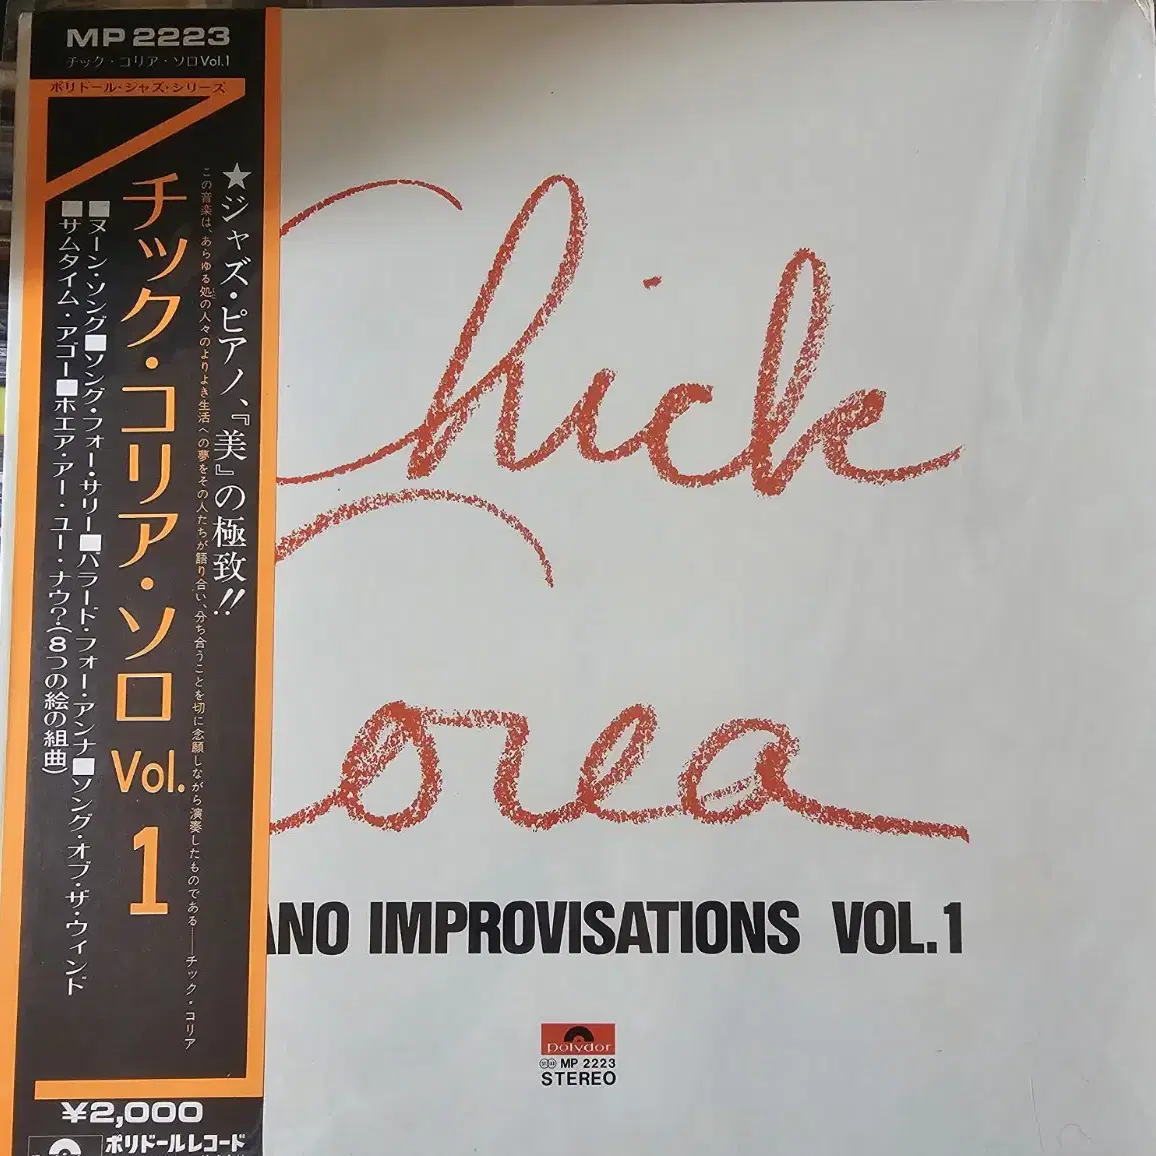 MP 2223
チック・コリア・ソロVol.1
ポリドール・ジャズ・シリーズ
★ジャズ・ピアノ、『美』の極致!!
この音楽は、あらゆる処の人々のよりよき生活への夢をその人たちが語り合い、分ち合うことを切に念願しながら演奏したものである──チック・コリア
チック・コリア・ソロ Vol. 1
■ヌーン・ソング■ソング・フォー・サリー■バラード・フォー・アンナ■ソング・オブ・ザ・ウィンド
■サムタイム・アゴー■ホエア・アー・ユー・ナウ?(8つの絵の組曲)
¥2,000
ポリドールレコード
Chick
Corea
ANO IMPROVISATIONS VOL.1
polydor
MP 2223
STEREO